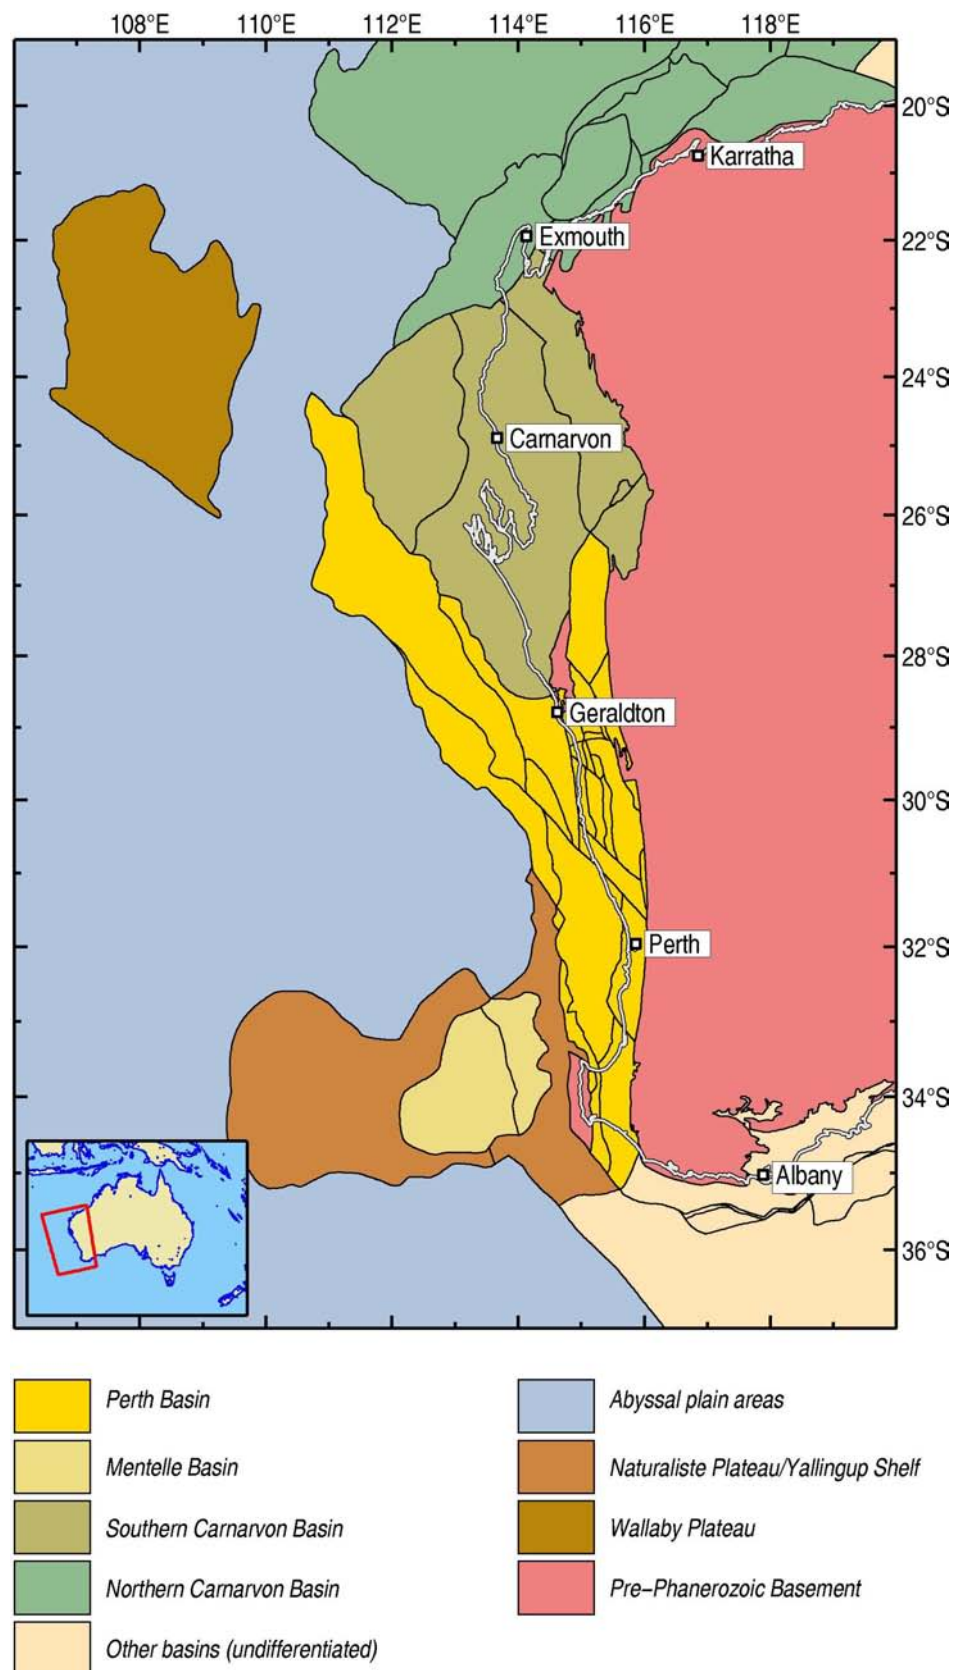 108°E 110°E 112°E 114°E 116°E 118°E
20°S
Karratha
22°S
Exmouth
24°S
Carnarvon
26°S
28°S
Geraldton
30°S
32°S
Perth
34°S
Albany
36°S
Perth Basin
Abyssal plain areas
Mentelle Basin
Naturaliste Plateau/Yallingup Shelf
Southern Carnarvon Basin
Wallaby Plateau
Northern Carnarvon Basin
Pre–Phanerozoic Basement
Other basins (undifferentiated)